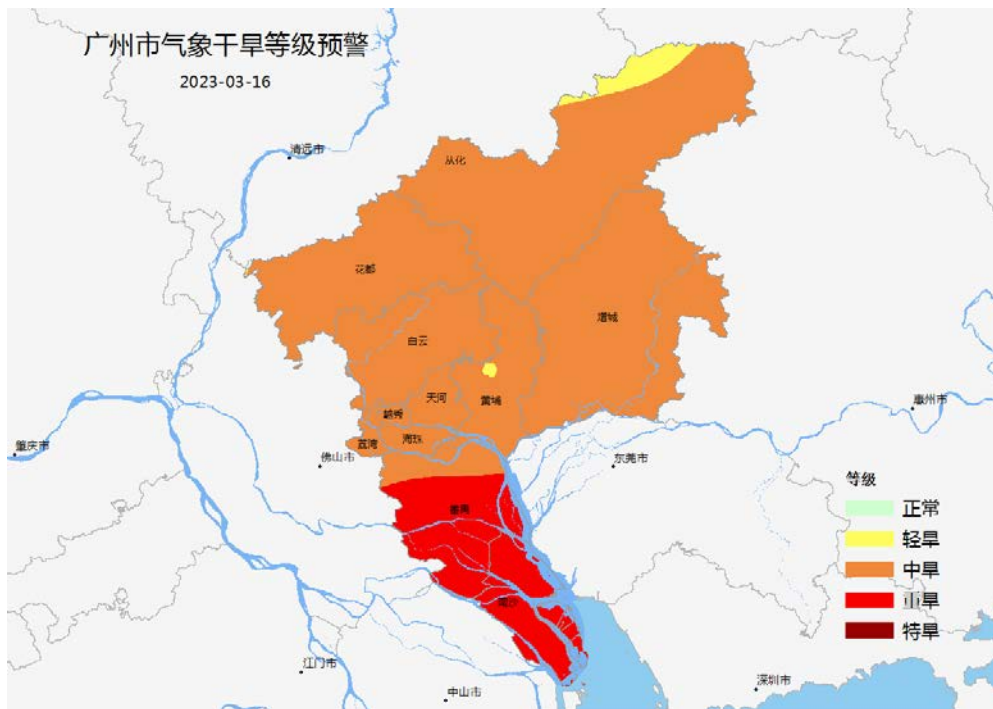 广州市气象干旱等级预警
2023-03-16
清远市
从化
花都
增城
白云
天河
黄埔
越秀
海珠
荔湾
惠州市
肇庆市
佛山市
东莞市
番禺
南沙
江门市
中山市
深圳市
等级
正常
轻旱
中旱
重旱
特旱